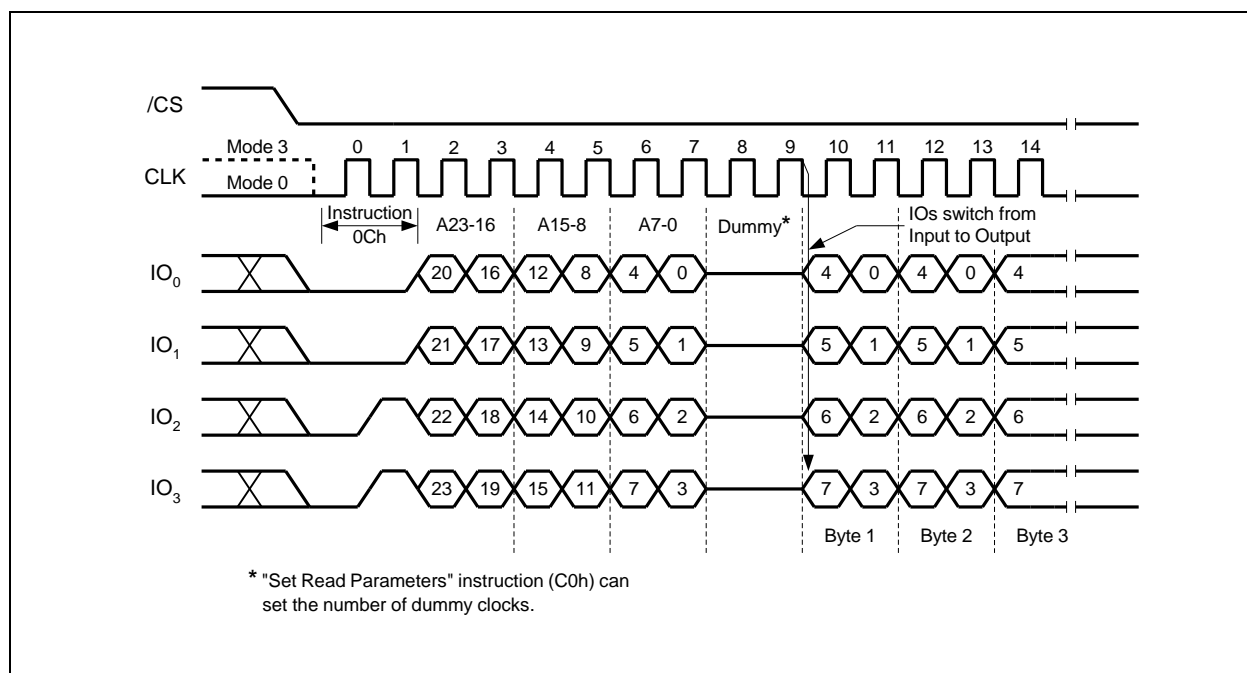 /CS
Mode 3
0 1 2 3 4 5 6 7 8 9 10 11 12 13 14
CLK
Mode 0
Instruction
0Ch
A23-16 A15-8 A7-0 Dummy*
IOs switch from
Input to Output
IO0 20 16 12 8 4 0 4 0 4 0 4
IO1 21 17 13 9 5 1 5 1 5 1 5
IO2 22 18 14 10 6 2 6 2 6 2 6
IO3 23 19 15 11 7 3 7 3 7 3 7
Byte 1 Byte 2 Byte 3
* "Set Read Parameters" instruction (C0h) can
set the number of dummy clocks.